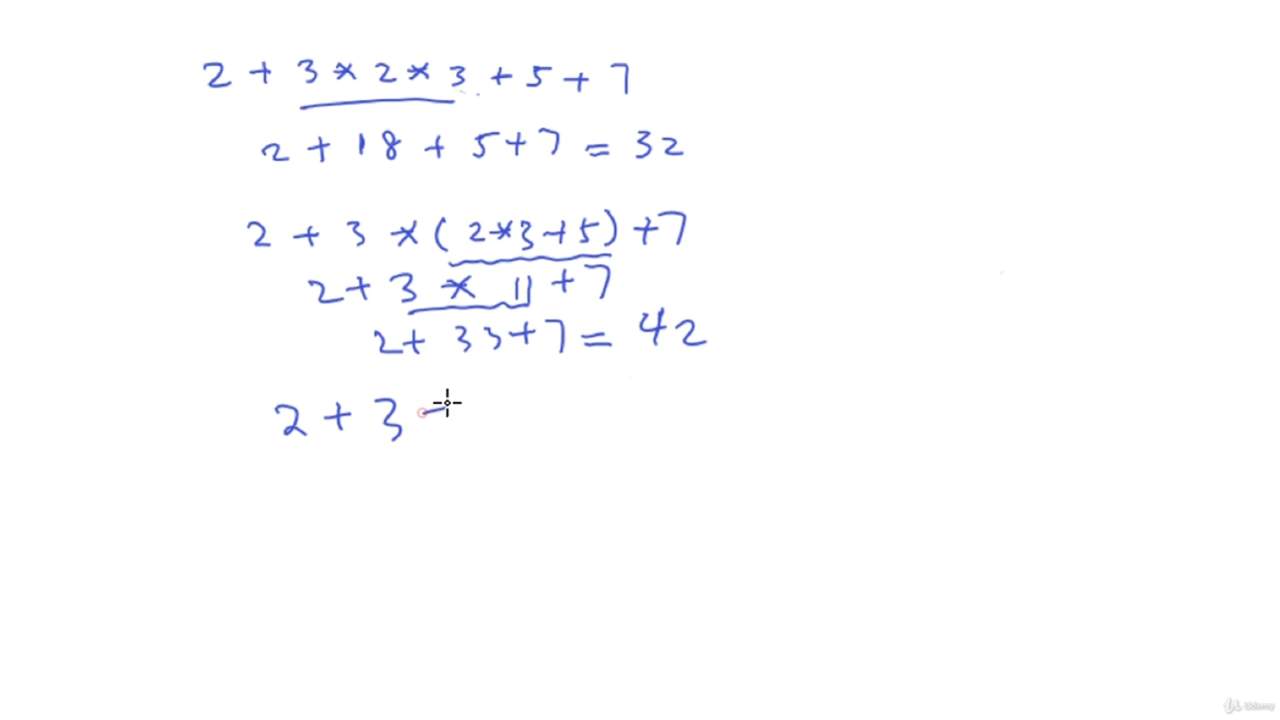 2 + 3 * 2 * 3 + 5 + 7
2 + 18 + 5 + 7 = 32
2 + 3 * ( 2 * 3 + 5 ) + 7
2 + 3 * 11 + 7
2 + 33 + 7 = 42
2 + 3 -
Udemy